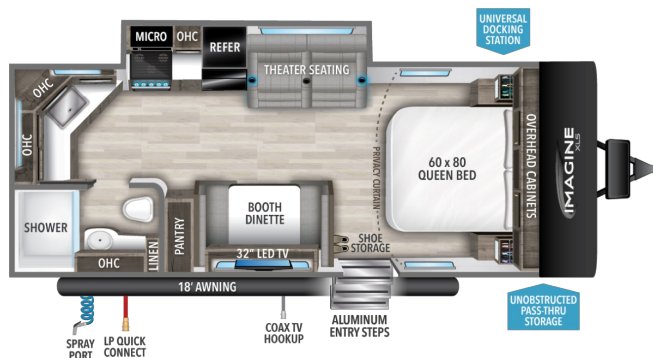 UNIVERSAL
DOCKING
STATION
MICRO
OHC
REFER
THEATER SEATING
OHC
OHC
PRIVACY CURTAIN
60 x 80
QUEEN BED
OVERHEAD CABINETS
IMAGINE
XLS
SHOWER
OHC
LINEN
PANTRY
BOOTH
DINETTE
32" LED TV
SHOE
STORAGE
18' AWNING
SPRAY
PORT
LP QUICK
CONNECT
COAX TV
HOOKUP
ALUMINUM
ENTRY STEPS
UNOBSTRUCTED
PASS-THRU
STORAGE